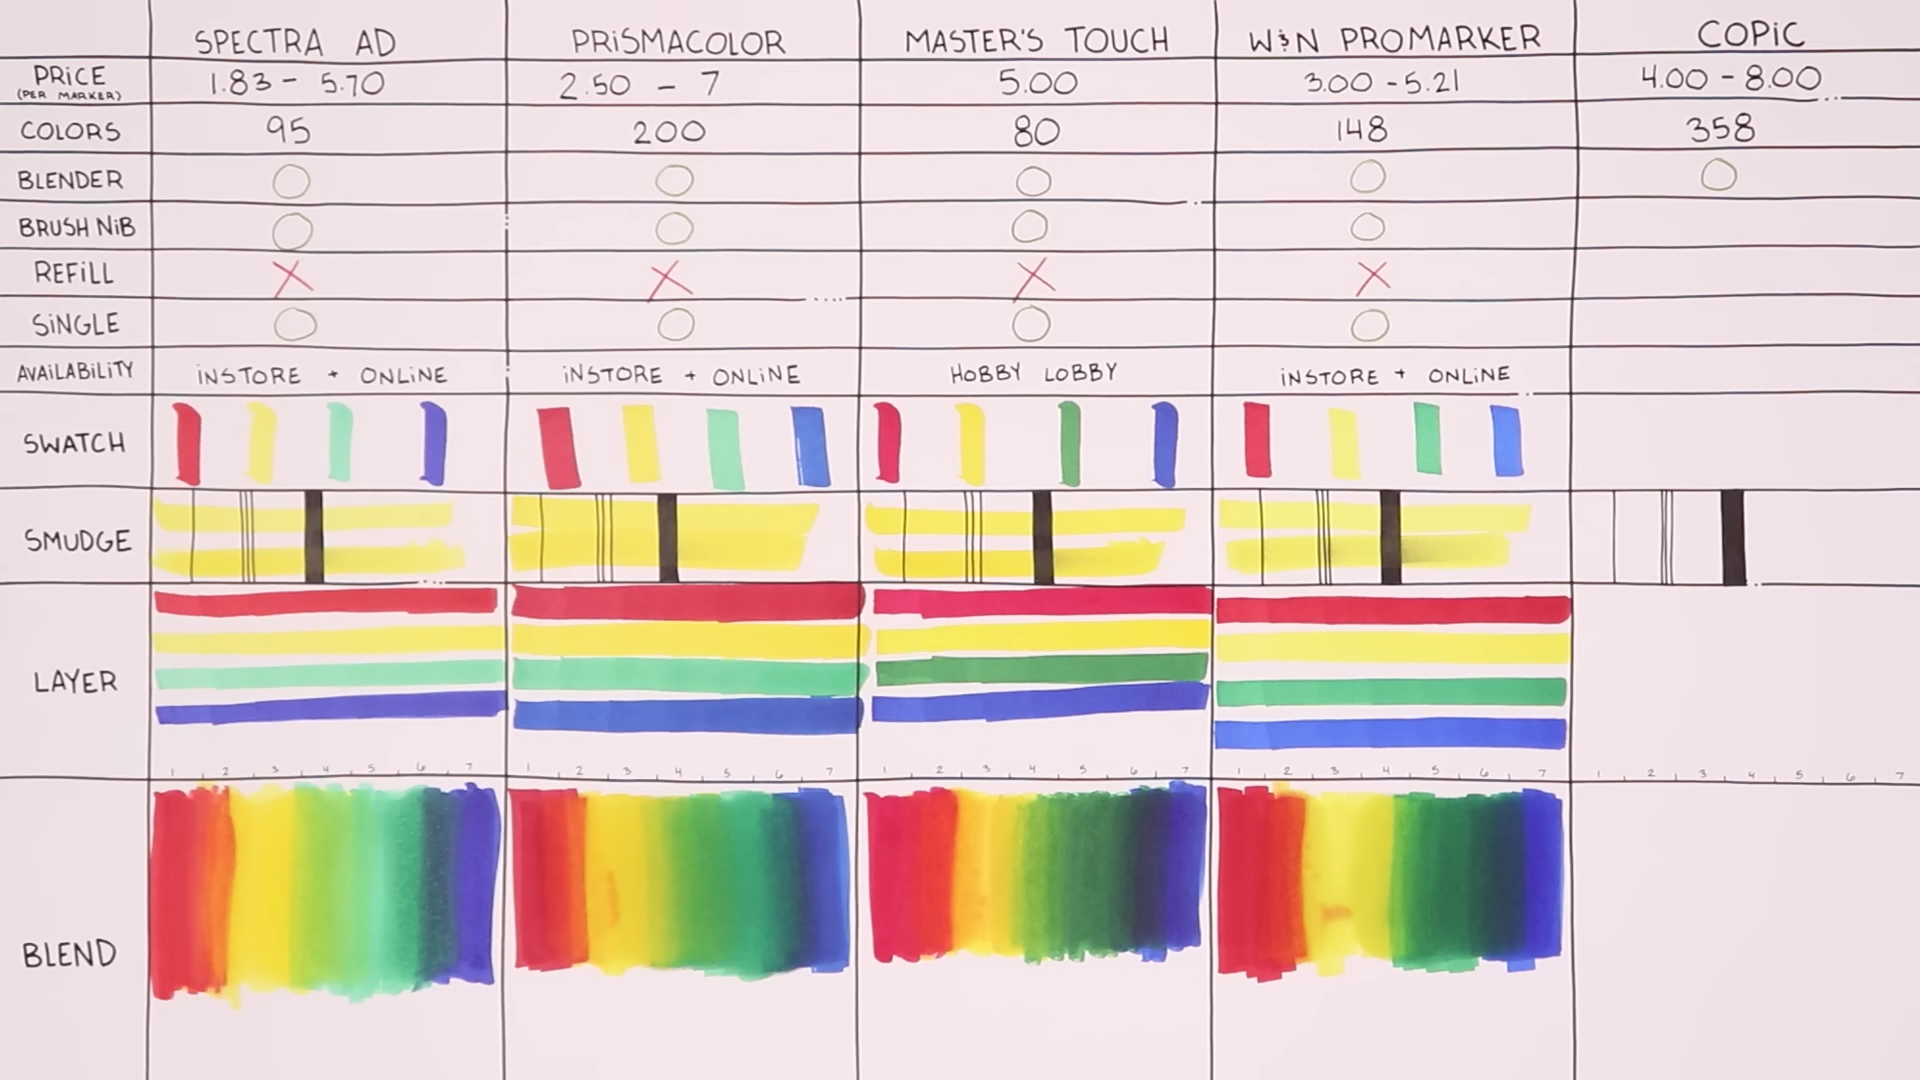 SPECTRA AD PRiSMACOLOR MASTER'S TOUCH W&N PROMARKER COPiC
PRiCE 1.83 - 5.70 2.50 - 7 5.00 3.00 - 5.21 4.00 - 8.00
(PER MARKER)
COLORS 95 200 80 148 358
BLENDER
BRUSH NiB
REFiLL
SiNGLE
AVAiLABiLiTY iNSTORE + ONLiNE iNSTORE + ONLiNE HOBBY LOBBY iNSTORE + ONLiNE
SWATCH
SMUDGE
LAYER
1 2 3 4 5 6 7 1 2 3 4 5 6 7 1 2 3 4 5 6 7 1 2 3 4 5 6 7 1 2 3 4 5 6 7
BLEND